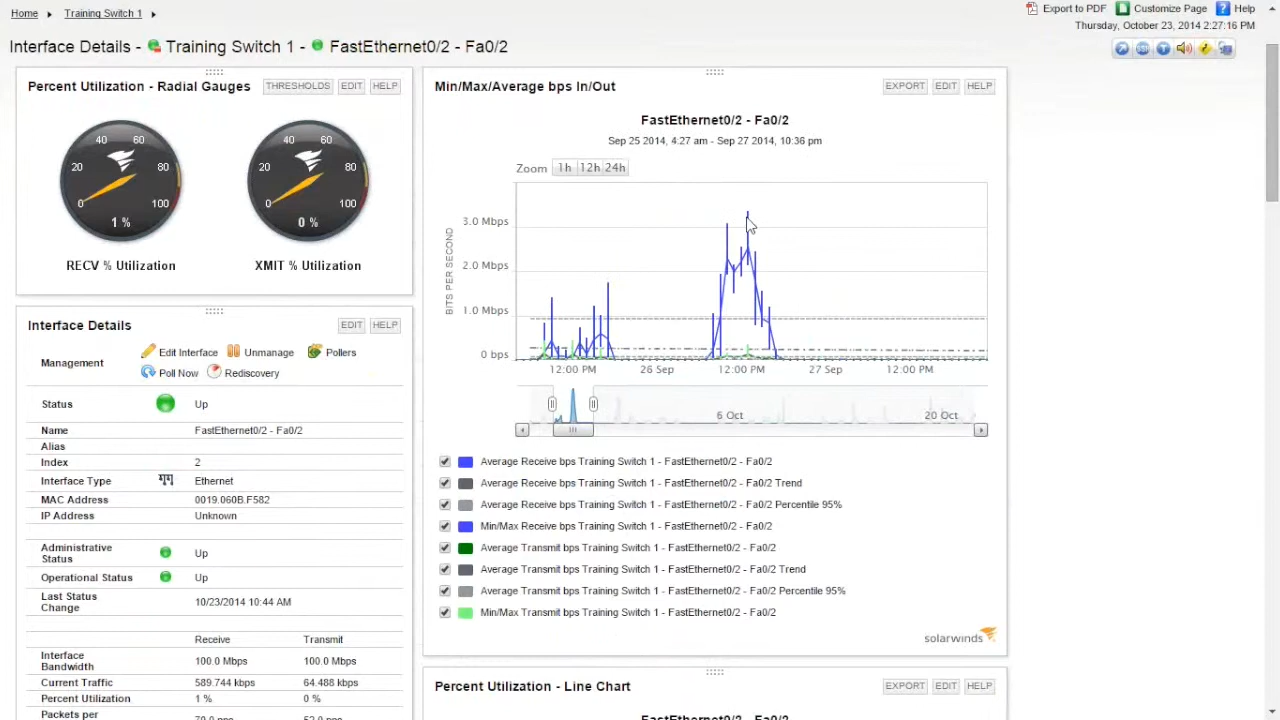 Home
Training Switch 1
Export to PDF
Customize Page
Help
Thursday, October 23, 2014 2:27:16 PM
Interface Details - Training Switch 1 - FastEthernet0/2 - Fa0/2
Percent Utilization - Radial Gauges
THRESHOLDS
EDIT
HELP
0
20
40
60
80
100
1 %
RECV % Utilization
0
20
40
60
80
100
0 %
XMIT % Utilization
Interface Details
EDIT
HELP
Management
Edit Interface
Unmanage
Pollers
Poll Now
Rediscovery
Status Up
Name FastEthernet0/2 - Fa0/2
Alias
Index 2
Interface Type Ethernet
MAC Address 0019.060B.F582
IP Address Unknown
Administrative
Status
Up
Operational Status Up
Last Status
Change
10/23/2014 10:44 AM
Receive Transmit
Interface
Bandwidth
100.0 Mbps 100.0 Mbps
Current Traffic 589.744 kbps 64.488 kbps
Percent Utilization 1 % 0 %
Packets per
Min/Max/Average bps In/Out
EXPORT
EDIT
HELP
FastEthernet0/2 - Fa0/2
Sep 25 2014, 4:27 am - Sep 27 2014, 10:36 pm
Zoom 1h 12h 24h
BITS PER SECOND
3.0 Mbps
2.0 Mbps
1.0 Mbps
0 bps
12:00 PM 26 Sep 12:00 PM 27 Sep 12:00 PM
6 Oct 20 Oct
Average Receive bps Training Switch 1 - FastEthernet0/2 - Fa0/2
Average Receive bps Training Switch 1 - FastEthernet0/2 - Fa0/2 Trend
Average Receive bps Training Switch 1 - FastEthernet0/2 - Fa0/2 Percentile 95%
Min/Max Receive bps Training Switch 1 - FastEthernet0/2 - Fa0/2
Average Transmit bps Training Switch 1 - FastEthernet0/2 - Fa0/2
Average Transmit bps Training Switch 1 - FastEthernet0/2 - Fa0/2 Trend
Average Transmit bps Training Switch 1 - FastEthernet0/2 - Fa0/2 Percentile 95%
Min/Max Transmit bps Training Switch 1 - FastEthernet0/2 - Fa0/2
solarwinds
Percent Utilization - Line Chart
EXPORT
EDIT
HELP
FastEthernet0/2 - Fa0/2